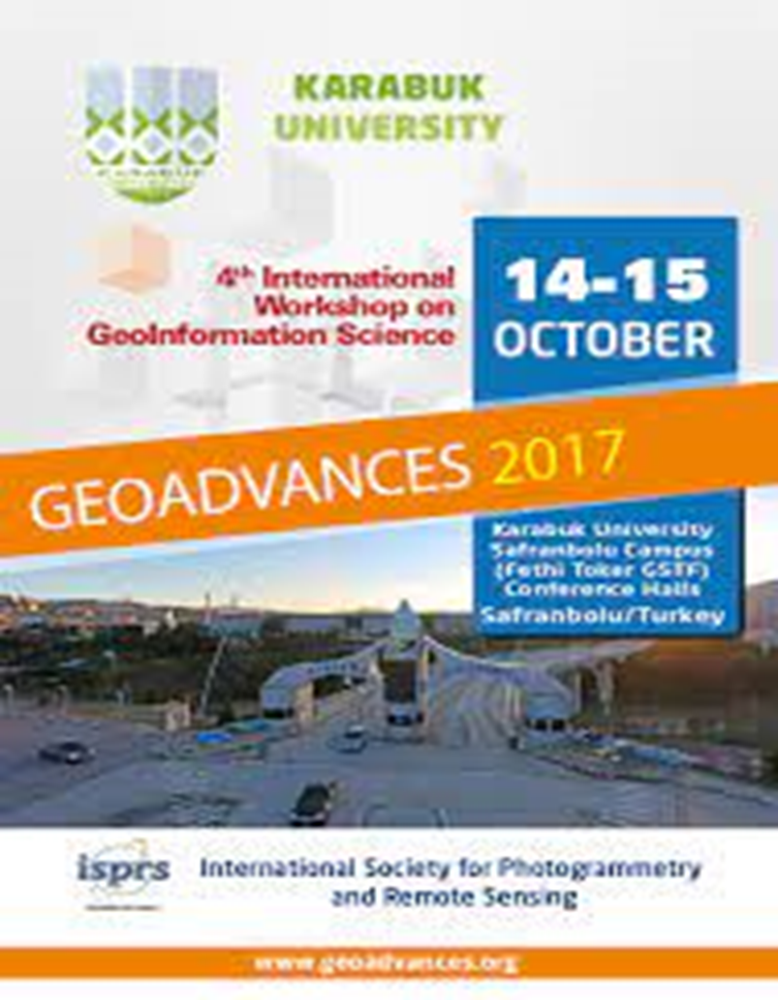 KARABUK
UNIVERSITY
KARABUK
4th International
Workshop on
GeoInformation Science
14-15
OCTOBER
GEOADVANCES 2017
Karabuk University
Safranbolu Campus
(Fethi Toker GSTF)
Conference Halls
Safranbolu/Turkey
isprs
International Society for Photogrammetry
and Remote Sensing
www.geoadvances.org